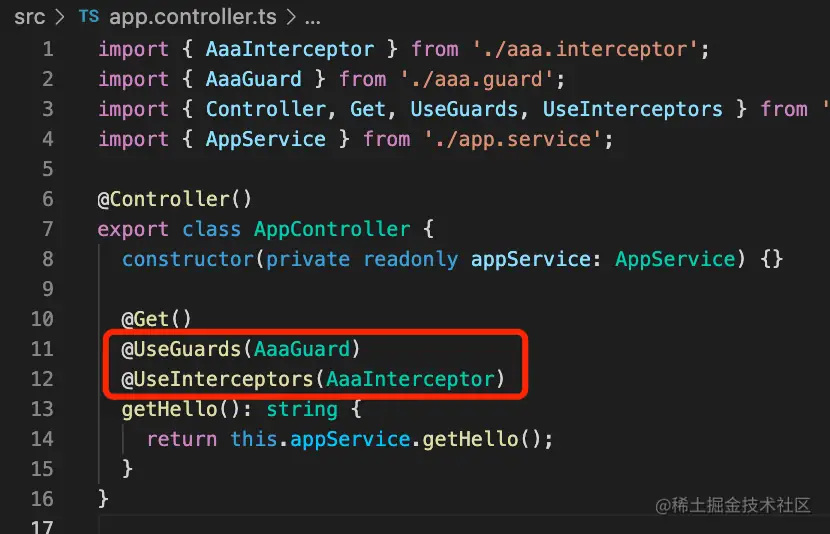 src > TS app.controller.ts > ...
1 import { AaaInterceptor } from './aaa.interceptor';
2 import { AaaGuard } from './aaa.guard';
3 import { Controller, Get, UseGuards, UseInterceptors } from '
4 import { AppService } from './app.service';
5
6 @Controller()
7 export class AppController {
8 constructor(private readonly appService: AppService) {}
9
10 @Get()
11 @UseGuards(AaaGuard)
12 @UseInterceptors(AaaInterceptor)
13 getHello(): string {
14 return this.appService.getHello();
15 }
16 }
17
@稀土掘金技术社区